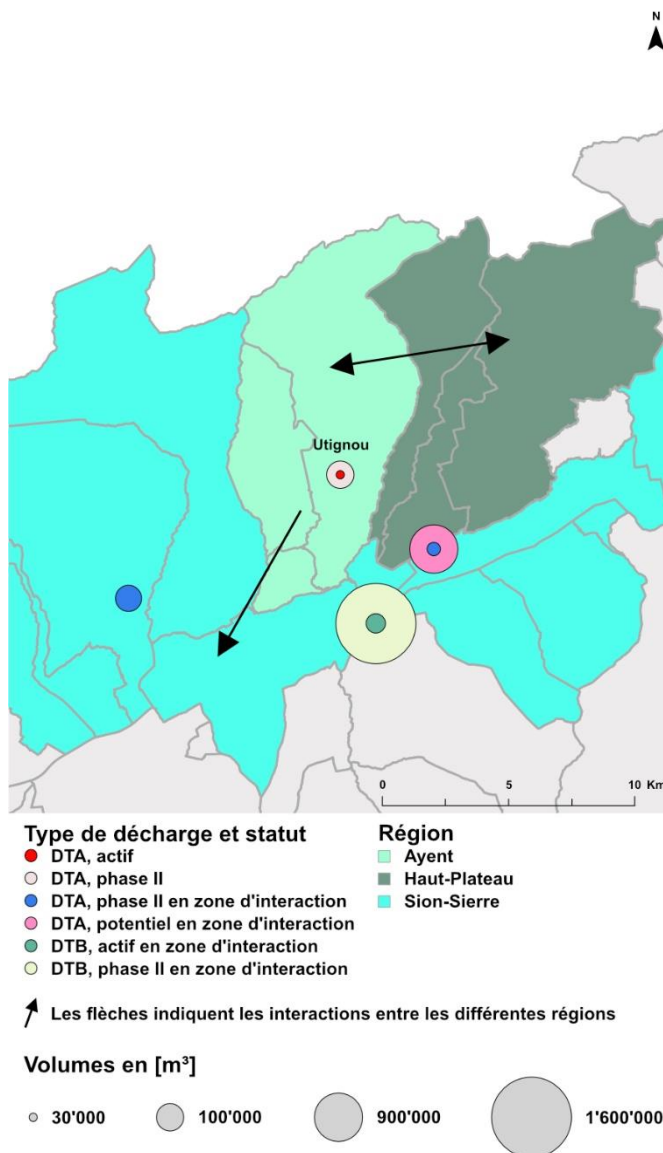 N
Utignou
0 5 10 Km
Type de décharge et statut
DTA, actif
DTA, phase II
DTA, phase II en zone d'interaction
DTA, potentiel en zone d'interaction
DTB, actif en zone d'interaction
DTB, phase II en zone d'interaction
Région
Ayent
Haut-Plateau
Sion-Sierre
Les flèches indiquent les interactions entre les différentes régions
Volumes en [m³]
30'000 100'000 900'000 1'600'000